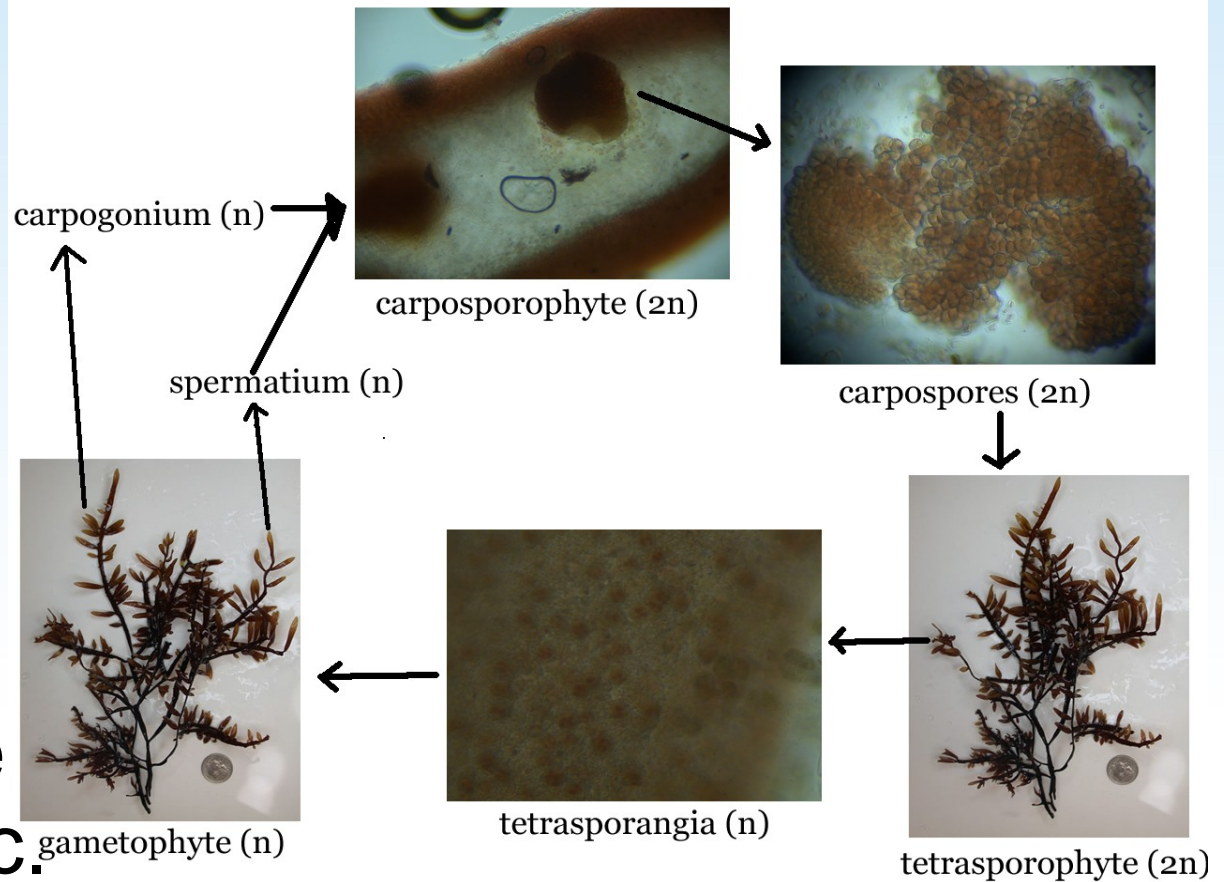 carpogonium (n)
carposporophyte (2n)
spermatium (n)
carpospores (2n)
tetrasporangia (n)
e
c.
gametophyte (n)
tetrasporophyte (2n)